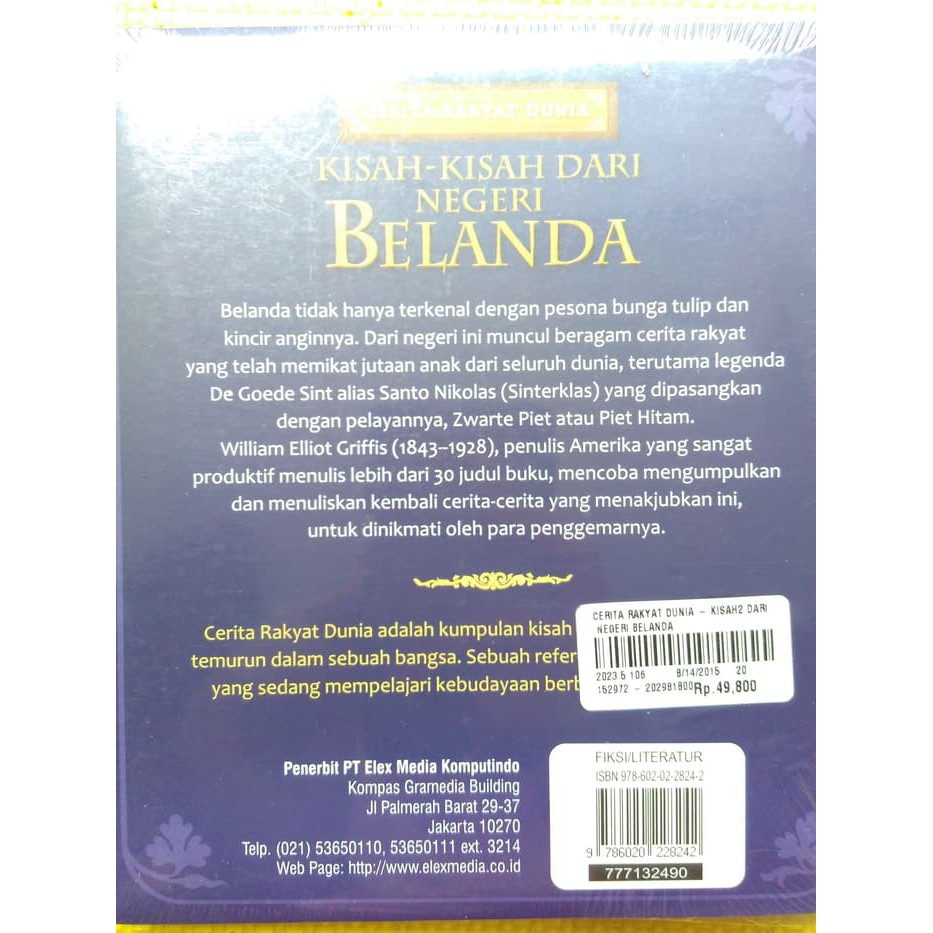 CERITA RAKYAT DUNIA
KISAH-KISAH DARI
NEGERI
BELANDA
Belanda tidak hanya terkenal dengan pesona bunga tulip dan
kincir anginnya. Dari negeri ini muncul beragam cerita rakyat
yang telah memikat jutaan anak dari seluruh dunia, terutama legenda
De Goede Sint alias Santo Nikolas (Sinterklas) yang dipasangkan
dengan pelayannya, Zwarte Piet atau Piet Hitam.
William Elliot Griffis (1843–1928), penulis Amerika yang sangat
produktif menulis lebih dari 30 judul buku, mencoba mengumpulkan
dan menuliskan kembali cerita-cerita yang menakjubkan ini,
untuk dinikmati oleh para penggemarnya.
Cerita Rakyat Dunia adalah kumpulan kisah
temurun dalam sebuah bangsa. Sebuah refer
yang sedang mempelajari kebudayaan berb
CERITA RAKYAT DUNIA - KISAH2 DARI
NEGERI BELANDA
2023 5 106 8/14/2015 20
152972 - 202981800 Rp.49,800
Penerbit PT Elex Media Komputindo
Kompas Gramedia Building
Jl Palmerah Barat 29-37
Jakarta 10270
Telp. (021) 53650110, 53650111 ext. 3214
Web Page: http://www.elexmedia.co.id
FIKSI/LITERATUR
ISBN 978-602-02-2824-2
9 786020 228242
777132490